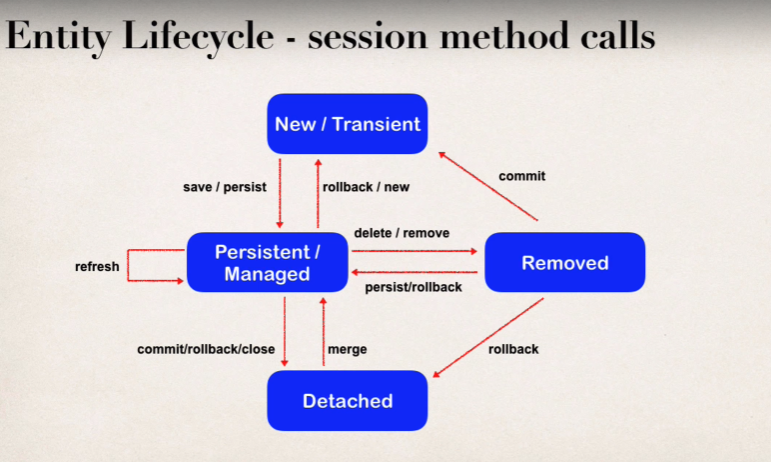 Entity Lifecycle - session method calls
New / Transient
save / persist
rollback / new
commit
delete / remove
Persistent /
Managed
Removed
refresh
persist/rollback
commit/rollback/close
merge
rollback
Detached